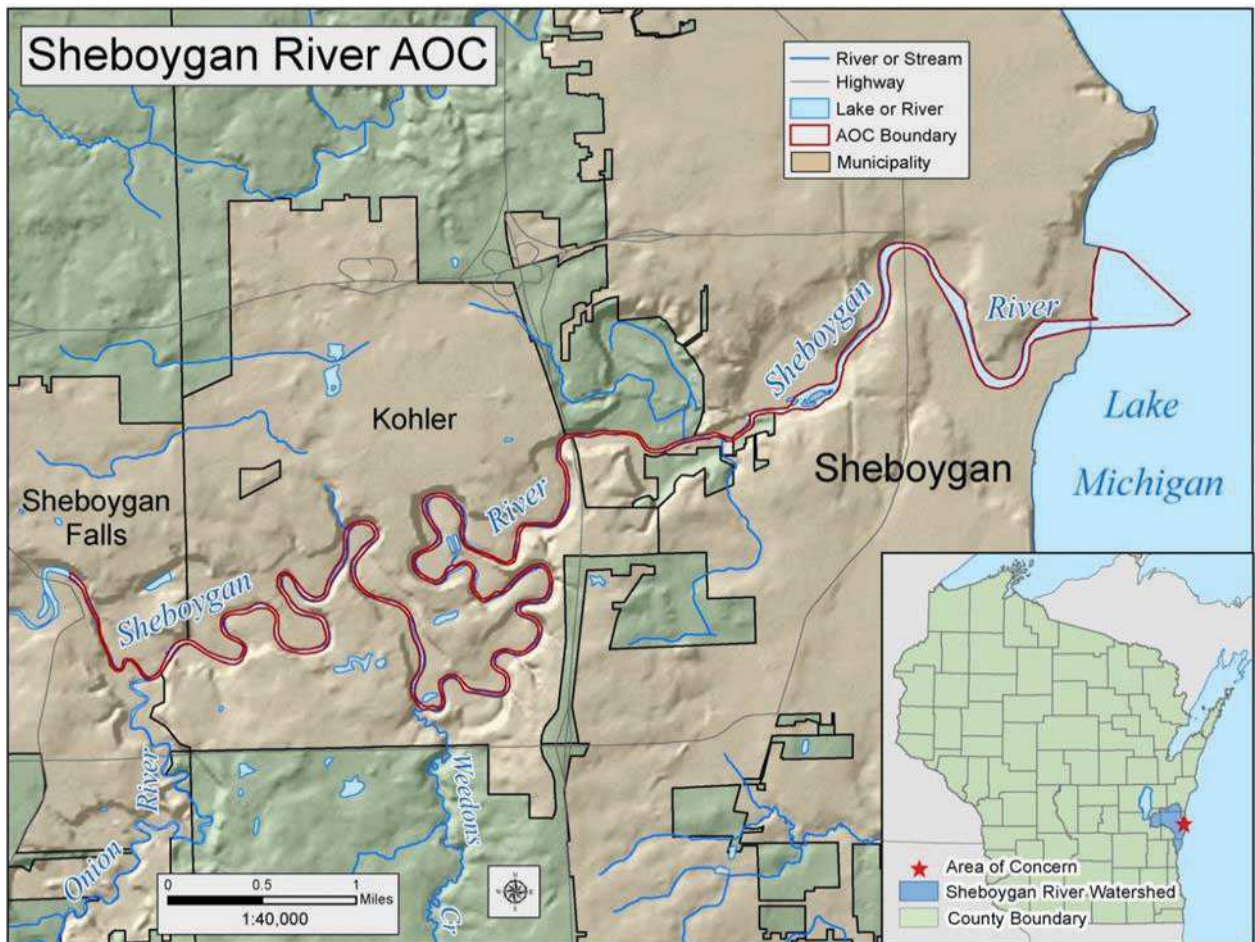 Sheboygan River AOC
River or Stream
Highway
Lake or River
AOC Boundary
Municipality
Sheboygan
River
Lake
Michigan
Kohler
Sheboygan
Sheboygan
Falls
River
Sheboygan
Onion
River
Weedons
Cr
0 0.5 1
Miles
1:40,000
Area of Concern
Sheboygan River Watershed
County Boundary